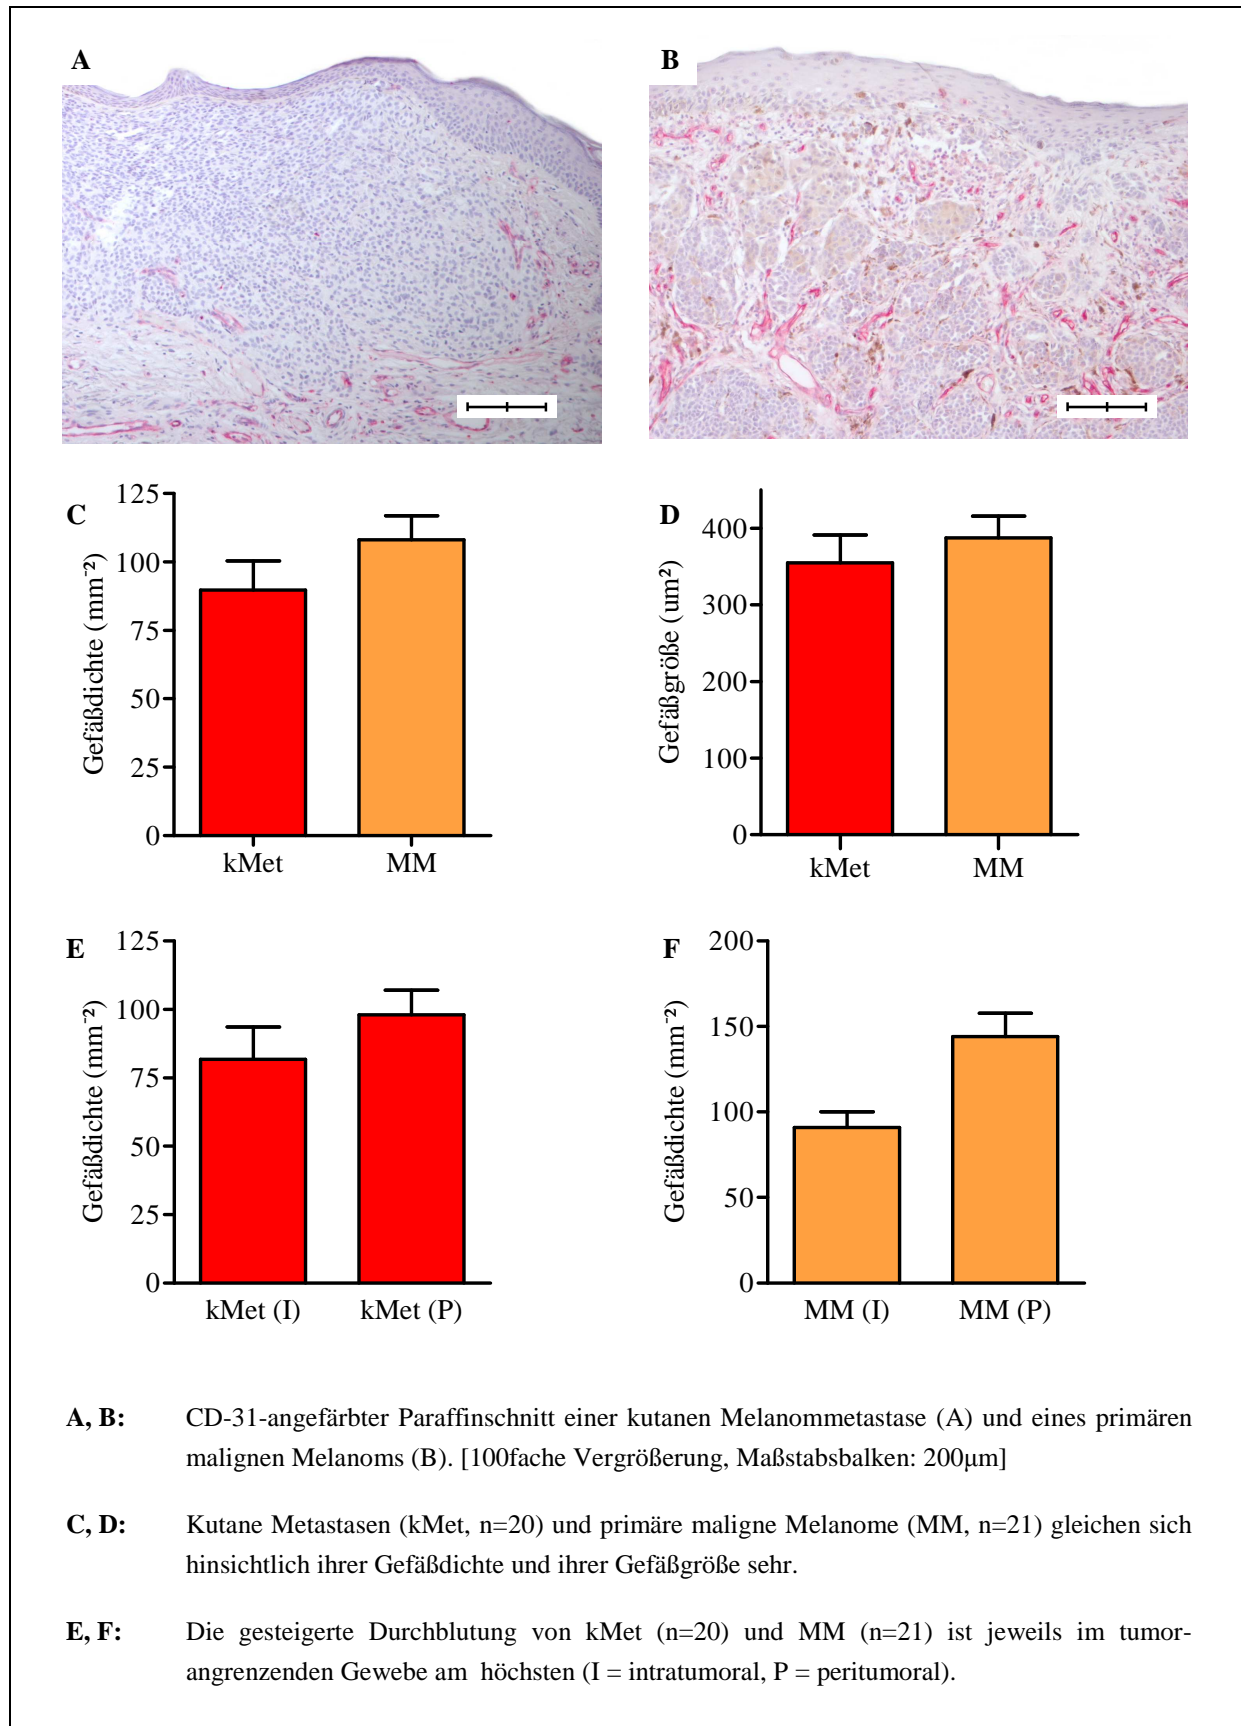 A
B
C
125
100
75
50
25
0
Gefäßdichte (mm⁻²)
kMet
MM
D
400
300
200
100
0
Gefäßgröße (um²)
kMet
MM
E
125
100
75
50
25
0
Gefäßdichte (mm⁻²)
kMet (I)
kMet (P)
F
200
150
100
50
0
Gefäßdichte (mm⁻²)
MM (I)
MM (P)
A, B: CD-31-angefärbter Paraffinschnitt einer kutanen Melanommetastase (A) und eines primären
malignen Melanoms (B). [100fache Vergrößerung, Maßstabsbalken: 200µm]
C, D: Kutane Metastasen (kMet, n=20) und primäre maligne Melanome (MM, n=21) gleichen sich
hinsichtlich ihrer Gefäßdichte und ihrer Gefäßgröße sehr.
E, F: Die gesteigerte Durchblutung von kMet (n=20) und MM (n=21) ist jeweils im tumor-
angrenzenden Gewebe am höchsten (I = intratumoral, P = peritumoral).